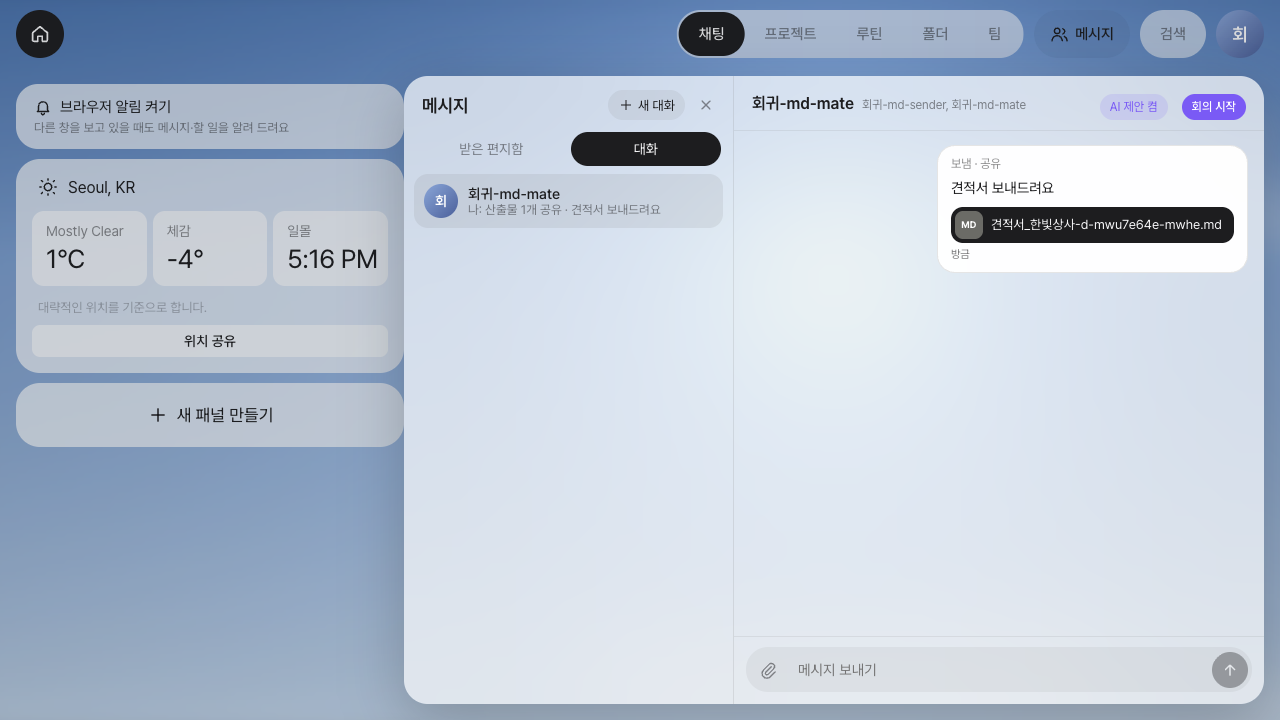 채팅
프로젝트
루틴
폴더
팀
메시지
검색
회
브라우저 알림 켜기
다른 창을 보고 있을 때도 메시지·할 일을 알려 드려요
Seoul, KR
Mostly Clear
1°C
체감
-4°
일몰
5:16 PM
대략적인 위치를 기준으로 합니다.
위치 공유
새 패널 만들기
메시지
새 대화
받은 편지함
대화
회
회귀-md-mate
나: 산출물 1개 공유 · 견적서 보내드려요
회귀-md-mate
회귀-md-sender, 회귀-md-mate
AI 제안 켬
회의 시작
보냄 · 공유
견적서 보내드려요
MD
견적서_한빛상사-d-mwu7e64e-mwhe.md
방금
메시지 보내기